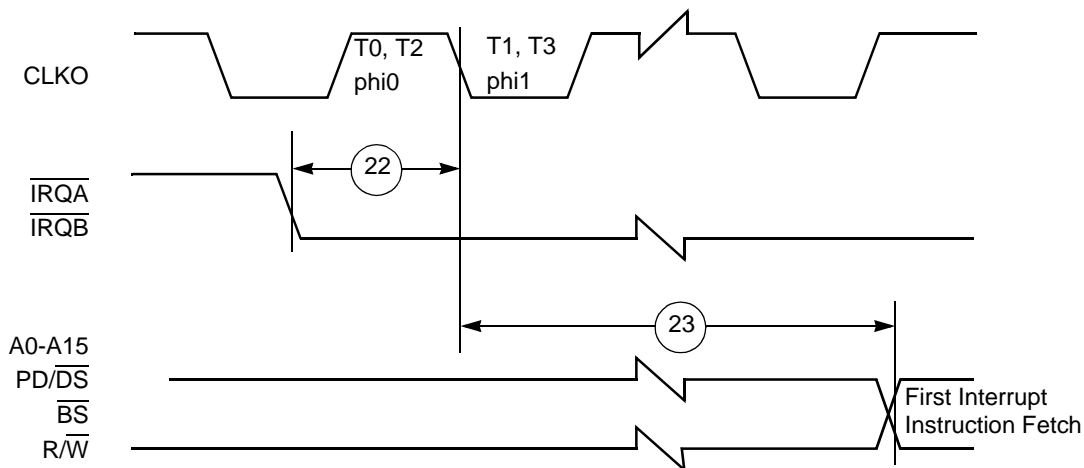 CLKO
T0, T2
phi0
T1, T3
phi1
22
IRQA
IRQB
23
A0-A15
PD/DS
BS
R/W
First Interrupt
Instruction Fetch